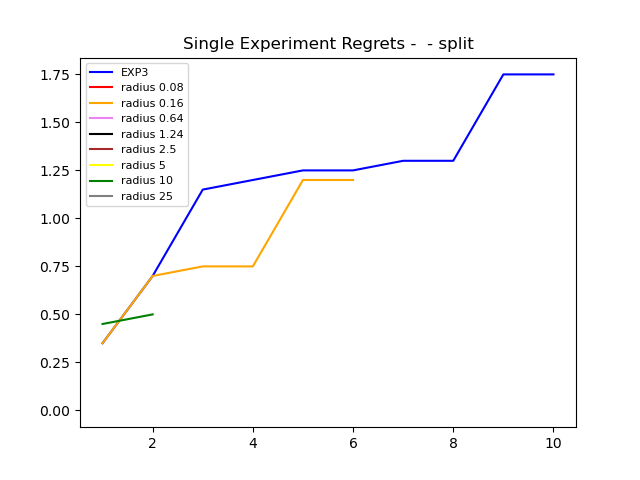 Single Experiment Regrets -  - split
1.75
1.50
1.25
1.00
0.75
0.50
0.25
0.00
EXP3
radius 0.08
radius 0.16
radius 0.64
radius 1.24
radius 2.5
radius 5
radius 10
radius 25
2 4 6 8 10